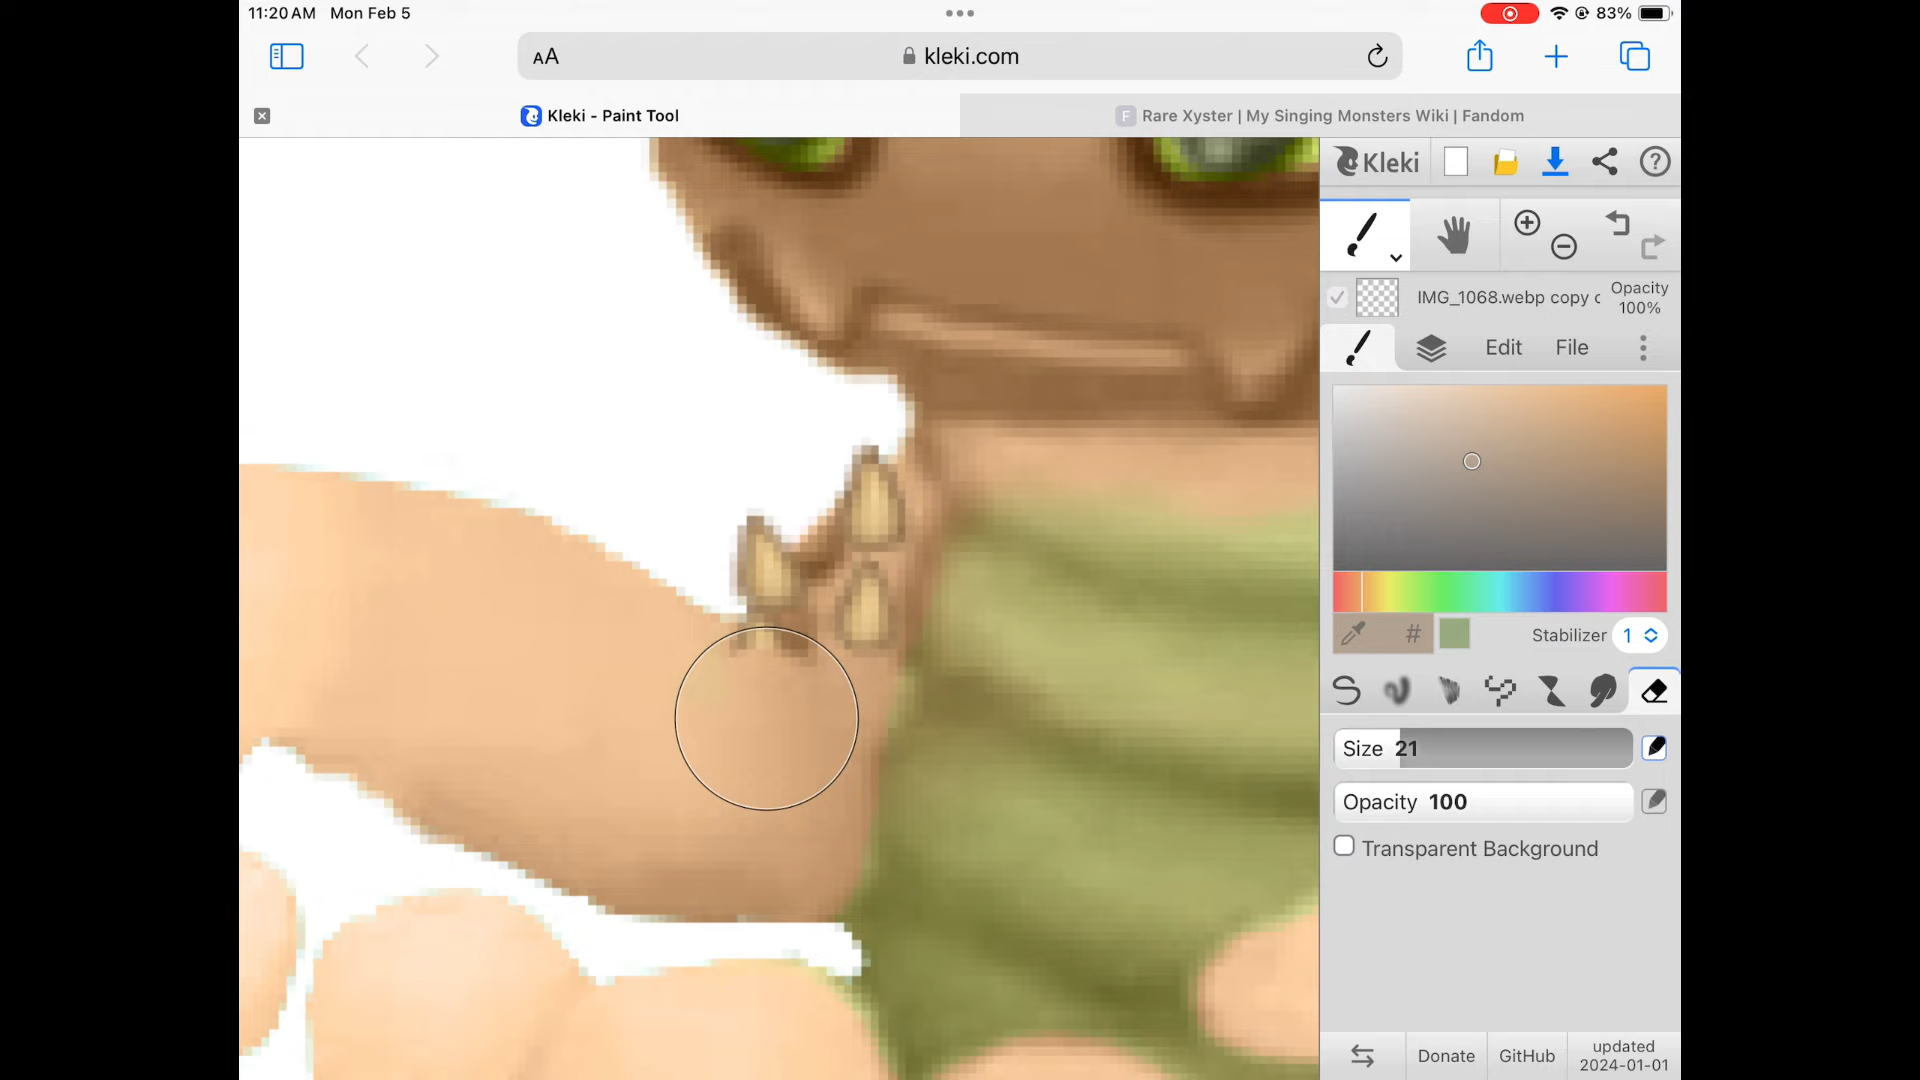 11:20 AM Mon Feb 5
83%
AA
kleki.com
Kleki - Paint Tool
F Rare Xyster | My Singing Monsters Wiki | Fandom
Kleki
?
IMG_1068.webp copy c
Opacity
100%
Edit
File
#
Stabilizer 1
Size 21
Opacity 100
Transparent Background
Donate
GitHub
updated
2024-01-01